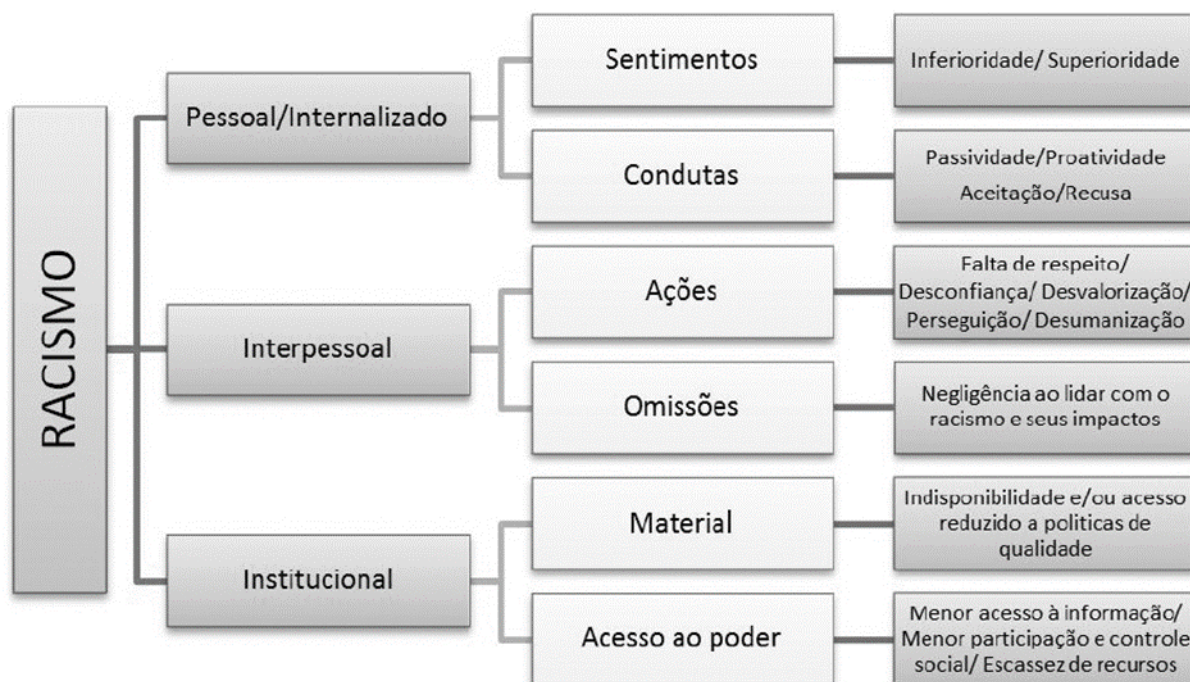 RACISMO
Pessoal/Internalizado
Sentimentos
Inferioridade/ Superioridade
Condutas
Passividade/Proatividade
Aceitação/Recusa
Interpessoal
Ações
Falta de respeito/
Desconfiança/ Desvalorização/
Perseguição/ Desumanização
Omissões
Negligência ao lidar com o
racismo e seus impactos
Institucional
Material
Indisponibilidade e/ou acesso
reduzido a politicas de
qualidade
Acesso ao poder
Menor acesso à informação/
Menor participação e controle
social/ Escassez de recursos